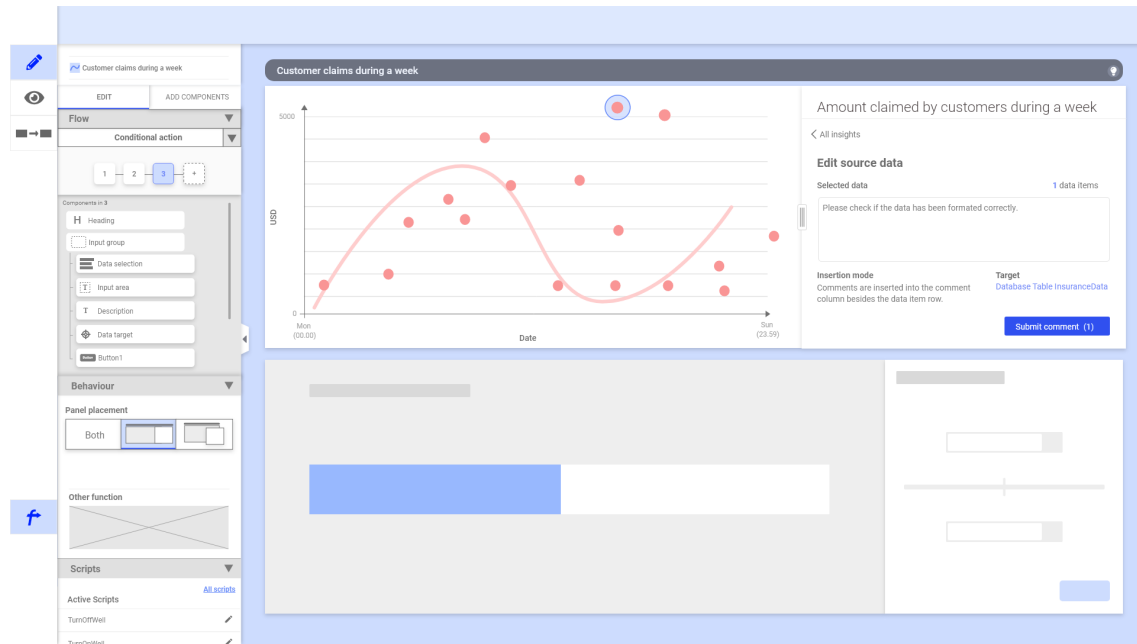 Customer claims during a week
EDIT
ADD COMPONENTS
Flow
Conditional action
1
2
3
+
Components in 3
H Heading
Input group
Data selection
T Input area
T Description
Data target
Button Button1
Behaviour
Panel placement
Both
Other function
Scripts
All scripts
Active Scripts
TurnOffWell
TurnOnWell
Customer claims during a week
5000
USD
0
Mon
(00.00)
Date
Sun
(23.59)
Amount claimed by customers during a week
All insights
Edit source data
Selected data
1 data items
Please check if the data has been formated correctly.
Insertion mode
Comments are inserted into the comment
column besides the data item row.
Target
Database Table InsuranceData
Submit comment (1)